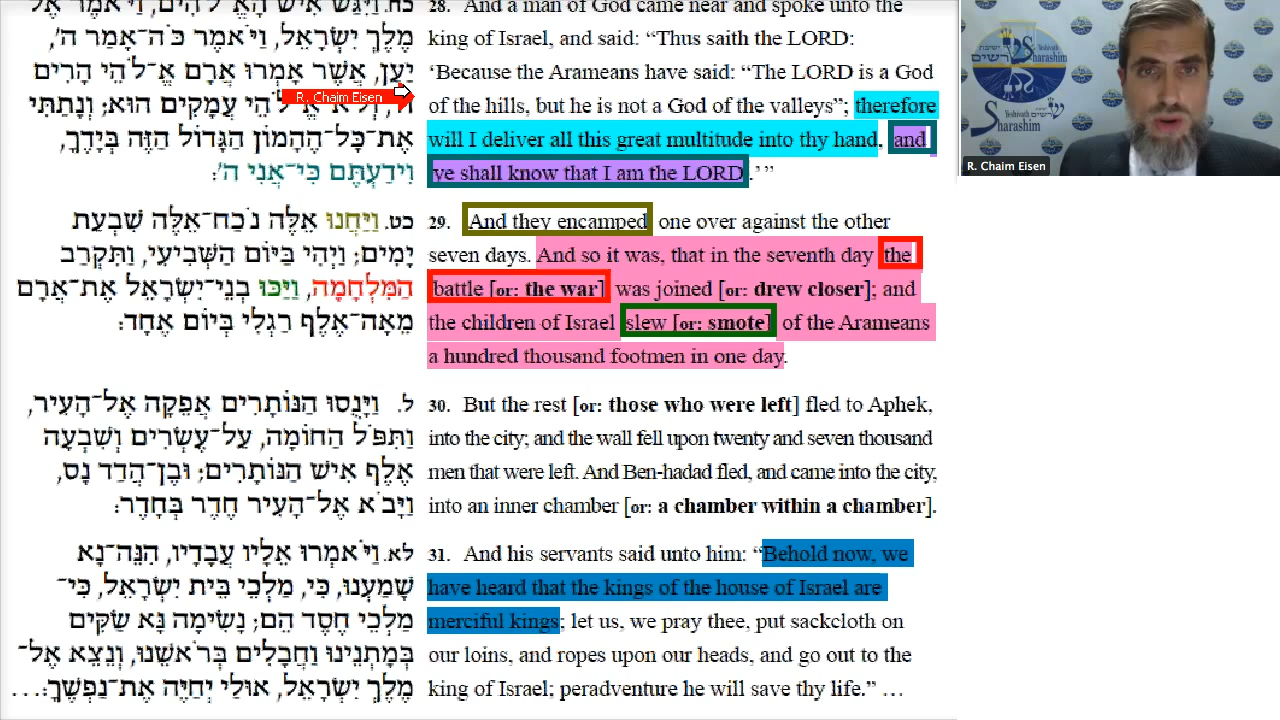 כח. וַיִּגַּשׁ אִישׁ הָאֱ־לֹהִים, וַיֹּאמֶר אֶל־
מֶלֶךְ יִשְׂרָאֵל, וַיֹּאמֶר כֹּה־אָמַר ה',
יַעַן, אֲשֶׁר אָמְרוּ אֲרָם אֱ־לֹהֵי הָרִים
עֲמָקִים הוּא; וְנָתַתִּי
אֶת־כָּל־הֶהָמוֹן הַגָּדוֹל הַזֶּה בְּיָדֶךָ,
וִידַעְתֶּם כִּי־אֲנִי ה':
כט. וַיַּחֲנוּ אֵלֶּה נֹכַח־אֵלֶּה שִׁבְעַת
יָמִים; וַיְהִי בַּיּוֹם הַשְּׁבִיעִי, וַתִּקְרַב
הַמִּלְחָמָה, וַיַּכּוּ בְנֵי־יִשְׂרָאֵל אֶת־אֲרָם
מֵאָה־אֶלֶף רַגְלִי בְּיוֹם אֶחָד:
ל. וַיָּנֻסוּ הַנּוֹתָרִים אֲפֵקָה אֶל־הָעִיר,
וַתִּפֹּל הַחוֹמָה, עַל־עֶשְׂרִים וְשִׁבְעָה
אֶלֶף אִישׁ הַנּוֹתָרִים; וּבֶן־הֲדַד נָס,
וַיָּבֹא אֶל־הָעִיר חֶדֶר בְּחָדֶר:
לא. וַיֹּאמְרוּ אֵלָיו עֲבָדָיו, הִנֵּה־נָא
שָׁמַעְנוּ, כִּי, מַלְכֵי בֵּית יִשְׂרָאֵל, כִּי־
מַלְכֵי חֶסֶד הֵם; נָשִׂימָה נָּא שַׂקִּים
בְּמָתְנֵינוּ וַחֲבָלִים בְּרֹאשֵׁנוּ, וְנֵצֵא אֶל־
מֶלֶךְ יִשְׂרָאֵל, אוּלַי יְחַיֶּה אֶת־נַפְשֶׁךָ: ...
R. Chaim Eisen
28. And a man of God came near and spoke unto the
king of Israel, and said: “Thus saith the LORD:
‘Because the Arameans have said: “The LORD is a God
of the hills, but he is not a God of the valleys”; therefore
will I deliver all this great multitude into thy hand, and
ye shall know that I am the LORD.’”
29. And they encamped one over against the other
seven days. And so it was, that in the seventh day the
battle [or: the war] was joined [or: drew closer]; and
the children of Israel slew [or: smote] of the Arameans
a hundred thousand footmen in one day.
30. But the rest [or: those who were left] fled to Aphek,
into the city; and the wall fell upon twenty and seven thousand
men that were left. And Ben-hadad fled, and came into the city,
into an inner chamber [or: a chamber within a chamber].
31. And his servants said unto him: “Behold now, we
have heard that the kings of the house of Israel are
merciful kings; let us, we pray thee, put sackcloth on
our loins, and ropes upon our heads, and go out to the
king of Israel; peradventure he will save thy life.” …
Yeshivath
Sharashim
Yeshivath
Sharashim
R. Chaim Eisen